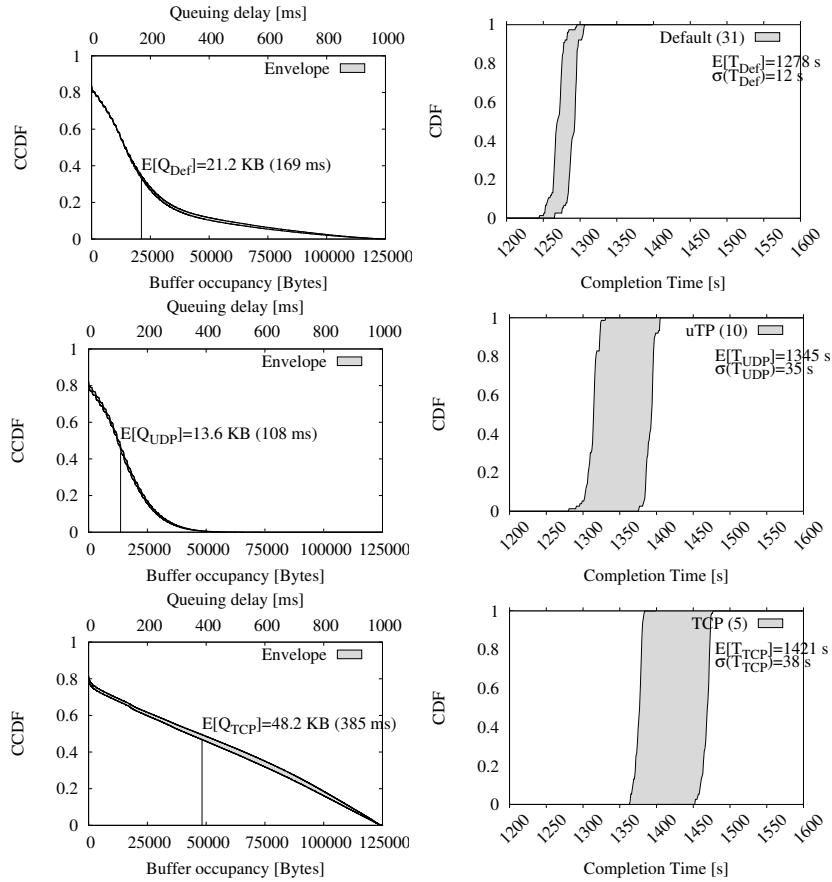 Queuing delay [ms]
0 200 400 600 800 1000
1
0.8
0.6
0.4
0.2
0
CCDF
Envelope
E[Q_Def]=21.2 KB (169 ms)
0 25000 50000 75000 100000 125000
Buffer occupancy [Bytes]
1
0.8
0.6
0.4
0.2
0
CDF
Default (31)
E[T_Def]=1278 s
σ(T_Def)=12 s
1200 1250 1300 1350 1400 1450 1500 1550 1600
Completion Time [s]
Queuing delay [ms]
0 200 400 600 800 1000
1
0.8
0.6
0.4
0.2
0
CCDF
Envelope
E[Q_UDP]=13.6 KB (108 ms)
0 25000 50000 75000 100000 125000
Buffer occupancy [Bytes]
1
0.8
0.6
0.4
0.2
0
CDF
uTP (10)
E[T_UDP]=1345 s
σ(T_UDP)=35 s
1200 1250 1300 1350 1400 1450 1500 1550 1600
Completion Time [s]
Queuing delay [ms]
0 200 400 600 800 1000
1
0.8
0.6
0.4
0.2
0
CCDF
Envelope
E[Q_TCP]=48.2 KB (385 ms)
0 25000 50000 75000 100000 125000
Buffer occupancy [Bytes]
1
0.8
0.6
0.4
0.2
0
CDF
TCP (5)
E[T_TCP]=1421 s
σ(T_TCP)=38 s
1200 1250 1300 1350 1400 1450 1500 1550 1600
Completion Time [s]